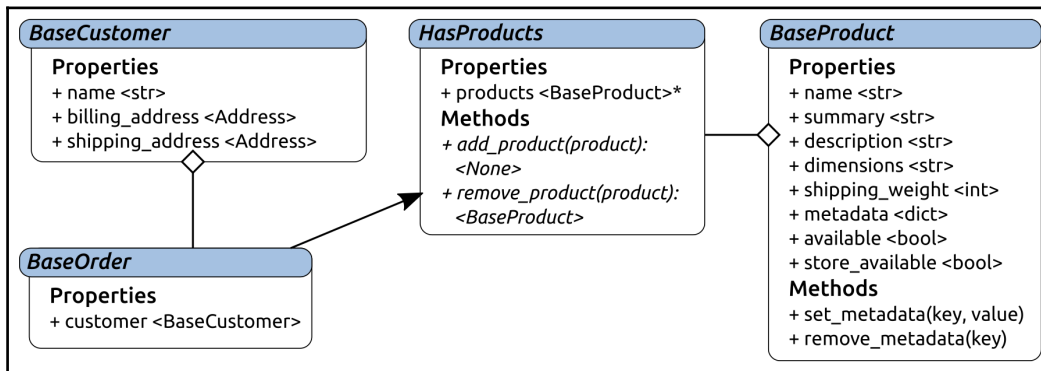 BaseCustomer
Properties
+ name <str>
+ billing_address <Address>
+ shipping_address <Address>
HasProducts
Properties
+ products <BaseProduct>*
Methods
+ add_product(product):
<None>
+ remove_product(product):
<BaseProduct>
BaseProduct
Properties
+ name <str>
+ summary <str>
+ description <str>
+ dimensions <str>
+ shipping_weight <int>
+ metadata <dict>
+ available <bool>
+ store_available <bool>
Methods
+ set_metadata(key, value)
+ remove_metadata(key)
BaseOrder
Properties
+ customer <BaseCustomer>